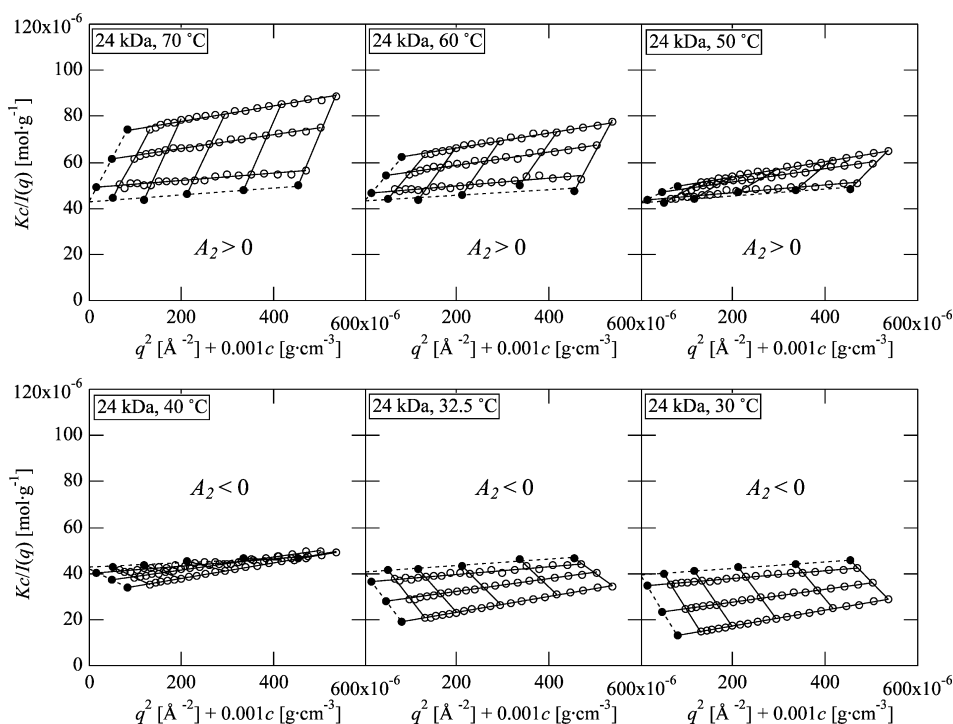 120x10⁻⁶
100
80
60
40
20
0
Kc/I(q) [mol·g⁻¹]
24 kDa, 70 ˚C
A₂ > 0
24 kDa, 60 ˚C
A₂ > 0
24 kDa, 50 ˚C
A₂ > 0
0 200 400 600x10⁻⁶ 200 400 600x10⁻⁶ 200 400 600x10⁻⁶
q² [Å⁻²] + 0.001c [g·cm⁻³] q² [Å⁻²] + 0.001c [g·cm⁻³] q² [Å⁻²] + 0.001c [g·cm⁻³]
120x10⁻⁶
100
80
60
40
20
0
Kc/I(q) [mol·g⁻¹]
24 kDa, 40 ˚C
A₂ < 0
24 kDa, 32.5 ˚C
A₂ < 0
24 kDa, 30 ˚C
A₂ < 0
0 200 400 600x10⁻⁶ 200 400 600x10⁻⁶ 200 400 600x10⁻⁶
q² [Å⁻²] + 0.001c [g·cm⁻³] q² [Å⁻²] + 0.001c [g·cm⁻³] q² [Å⁻²] + 0.001c [g·cm⁻³]